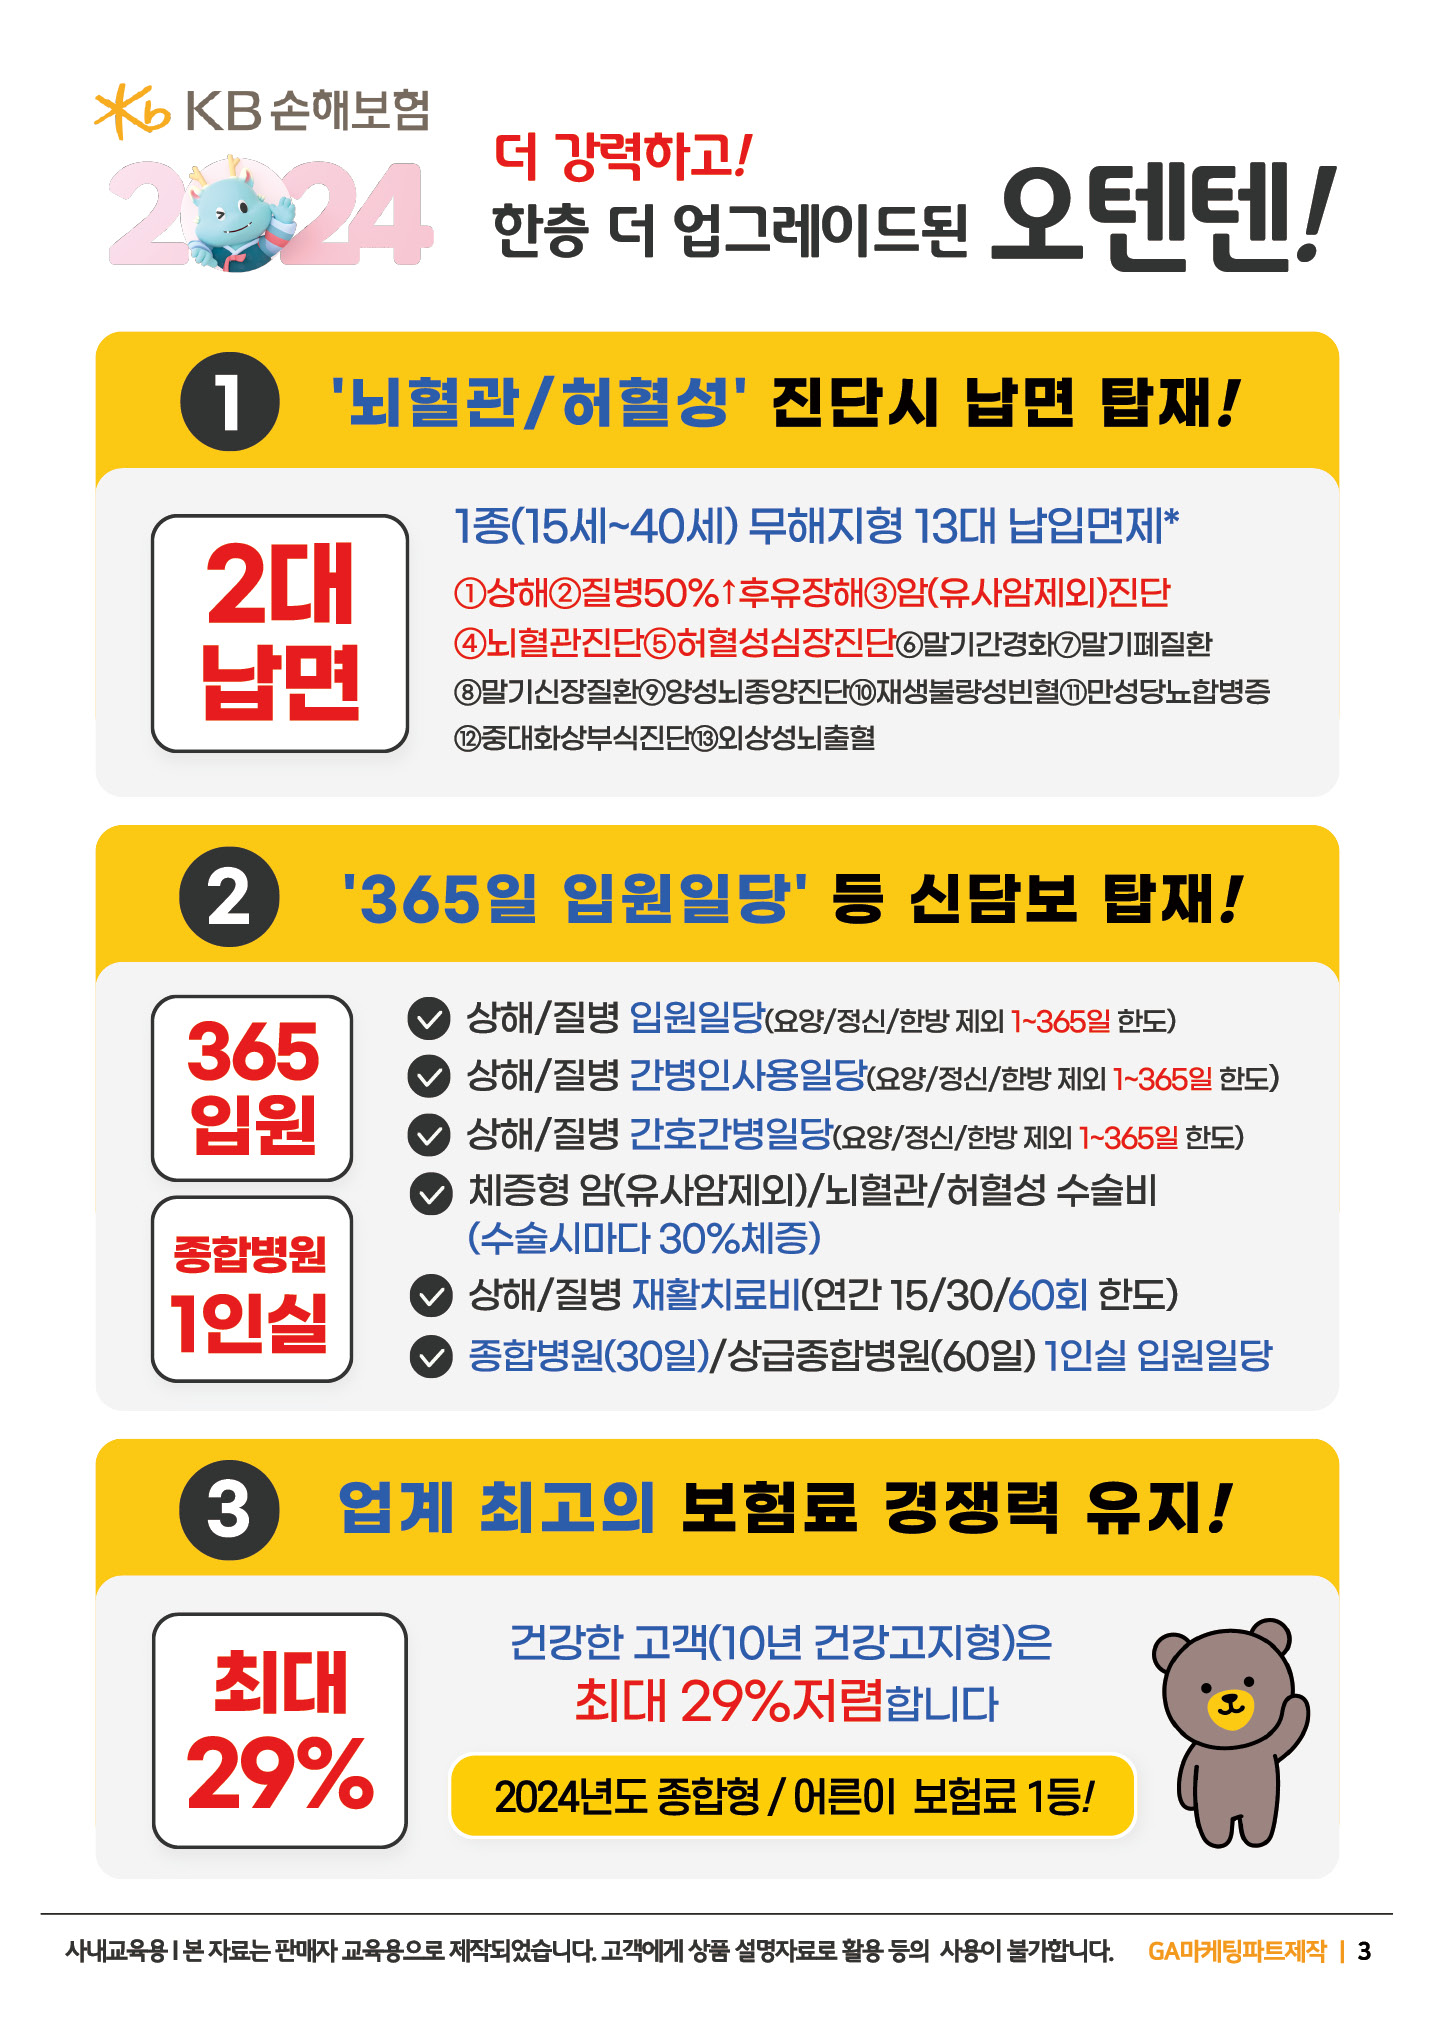 KB 손해보험
2024
더 강력하고!
한층 더 업그레이드된 오텐텐!
1 '뇌혈관/허혈성' 진단시 납면 탑재!
2대
납면
1종(15세~40세) 무해지형 13대 납입면제*
①상해②질병50%↑후유장해③암(유사암제외)진단
④뇌혈관진단⑤허혈성심장진단⑥말기간경화⑦말기폐질환
⑧말기신장질환⑨양성뇌종양진단⑩재생불량성빈혈⑪만성당뇨합병증
⑫중대화상부식진단⑬외상성뇌출혈
2 '365일 입원일당' 등 신담보 탑재!
365
입원
종합병원
1인실
상해/질병 입원일당(요양/정신/한방 제외 1~365일 한도)
상해/질병 간병인사용일당(요양/정신/한방 제외 1~365일 한도)
상해/질병 간호간병일당(요양/정신/한방 제외 1~365일 한도)
체증형 암(유사암제외)/뇌혈관/허혈성 수술비
(수술시마다 30%체증)
상해/질병 재활치료비(연간 15/30/60회 한도)
종합병원(30일)/상급종합병원(60일) 1인실 입원일당
3 업계 최고의 보험료 경쟁력 유지!
최대
29%
건강한 고객(10년 건강고지형)은
최대 29%저렴합니다
2024년도 종합형 / 어른이 보험료 1등!
사내교육용 | 본 자료는 판매자 교육용으로 제작되었습니다. 고객에게 상품 설명자료로 활용 등의 사용이 불가합니다. GA마케팅파트제작 | 3